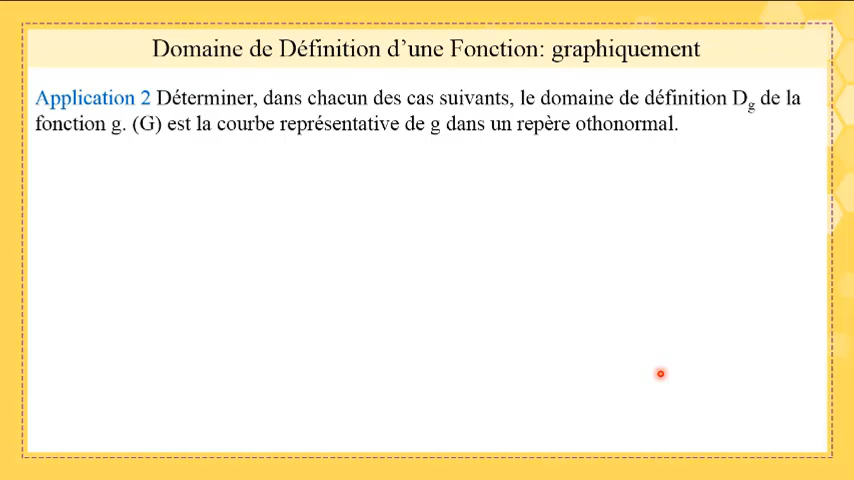 Domaine de Définition d’une Fonction: graphiquement
Application 2 Déterminer, dans chacun des cas suivants, le domaine de définition Dg de la
fonction g. (G) est la courbe représentative de g dans un repère othonormal.